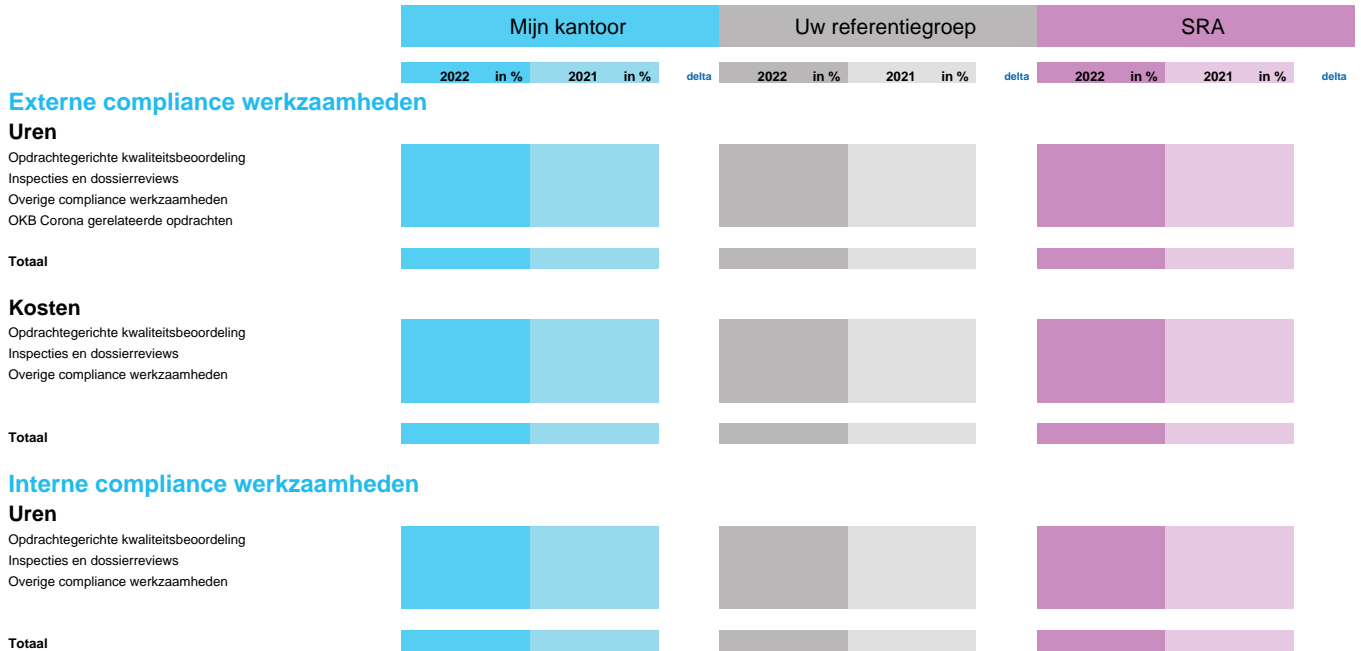 Mijn kantoor Uw referentiegroep SRA
2022 in % 2021 in % delta 2022 in % 2021 in % delta 2022 in % 2021 in % delta
Externe compliance werkzaamheden
Uren
Opdrachtegerichte kwaliteitsbeoordeling
Inspecties en dossierreviews
Overige compliance werkzaamheden
OKB Corona gerelateerde opdrachten
Totaal
Kosten
Opdrachtegerichte kwaliteitsbeoordeling
Inspecties en dossierreviews
Overige compliance werkzaamheden
Totaal
Interne compliance werkzaamheden
Uren
Opdrachtegerichte kwaliteitsbeoordeling
Inspecties en dossierreviews
Overige compliance werkzaamheden
Totaal